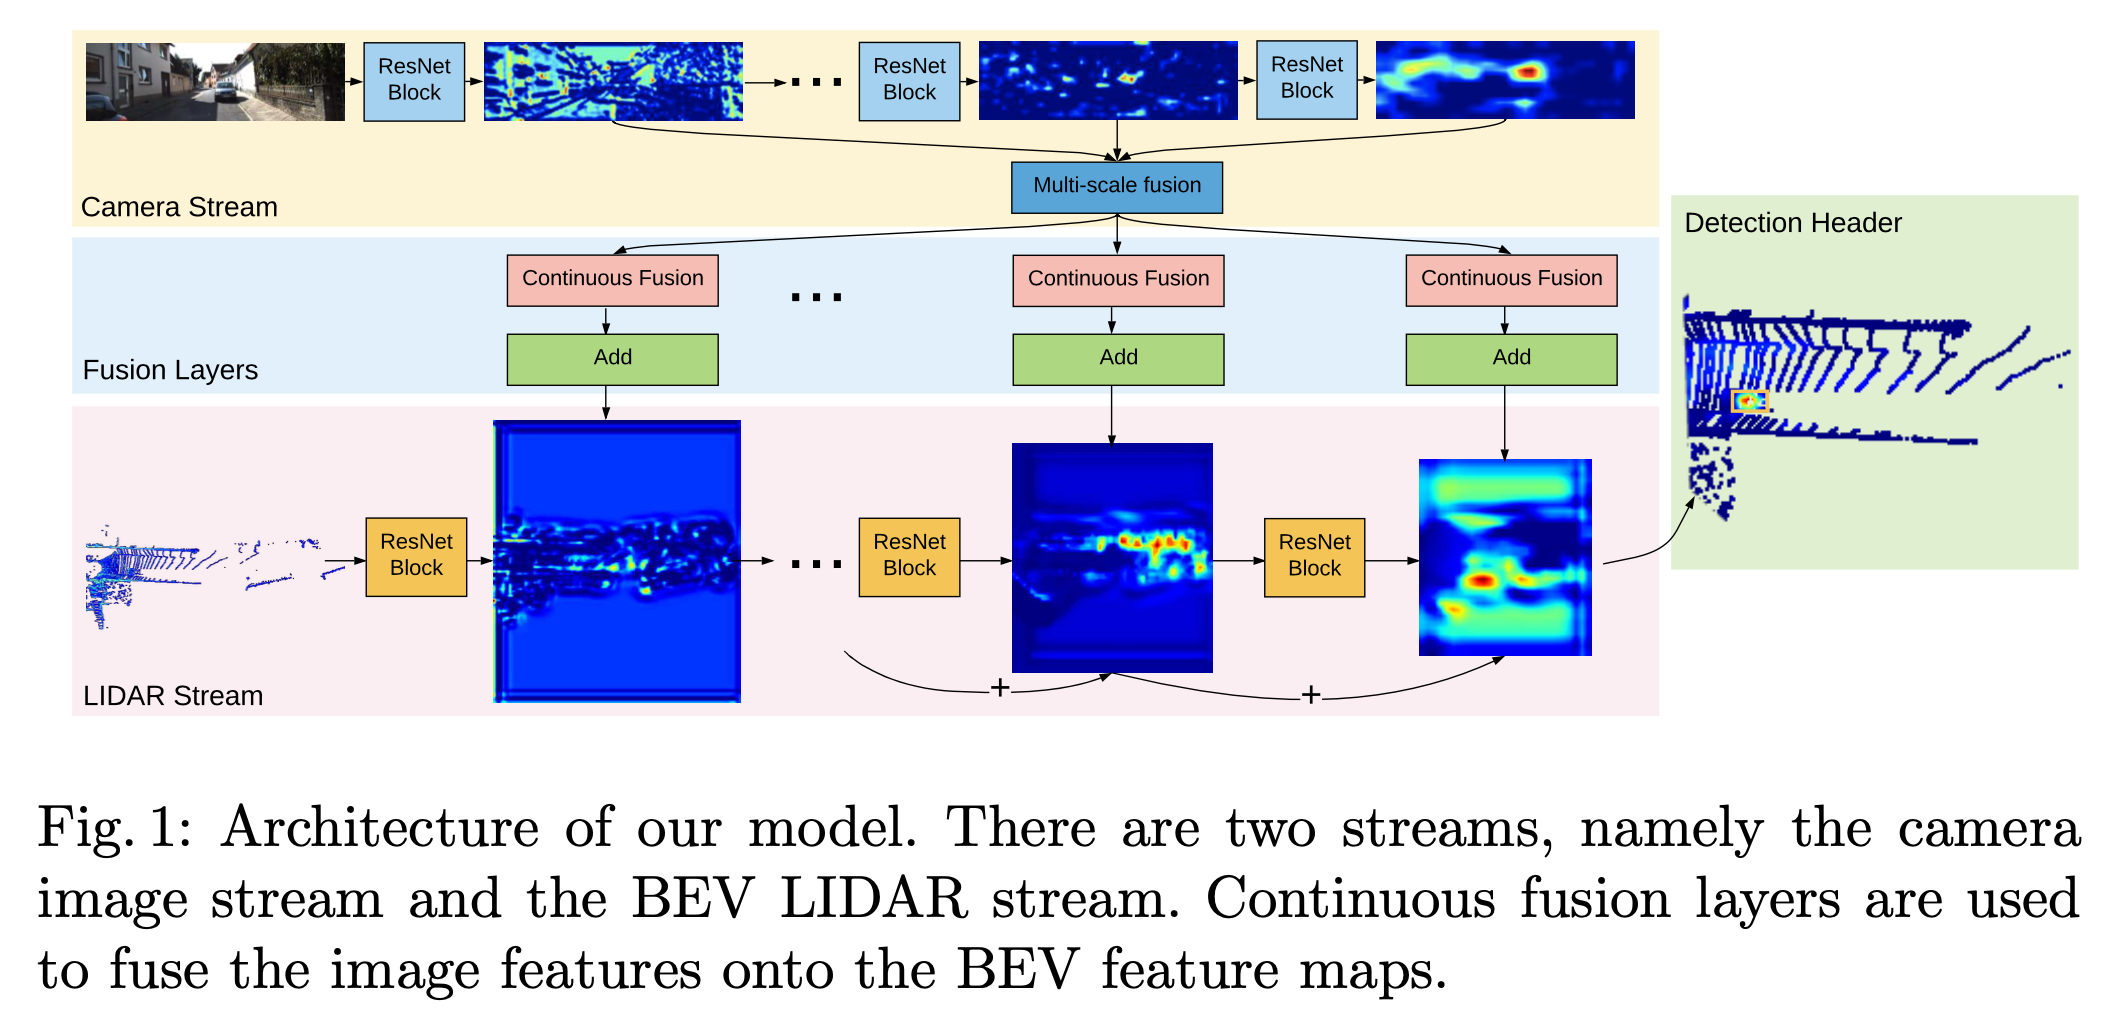 ResNet
Block
...
ResNet
Block
ResNet
Block
Multi-scale fusion
Camera Stream
Detection Header
Continuous Fusion
...
Continuous Fusion
Continuous Fusion
Add
Add
Add
Fusion Layers
ResNet
Block
...
ResNet
Block
ResNet
Block
+
+
LIDAR Stream
Fig. 1: Architecture of our model. There are two streams, namely the camera
image stream and the BEV LIDAR stream. Continuous fusion layers are used
to fuse the image features onto the BEV feature maps.